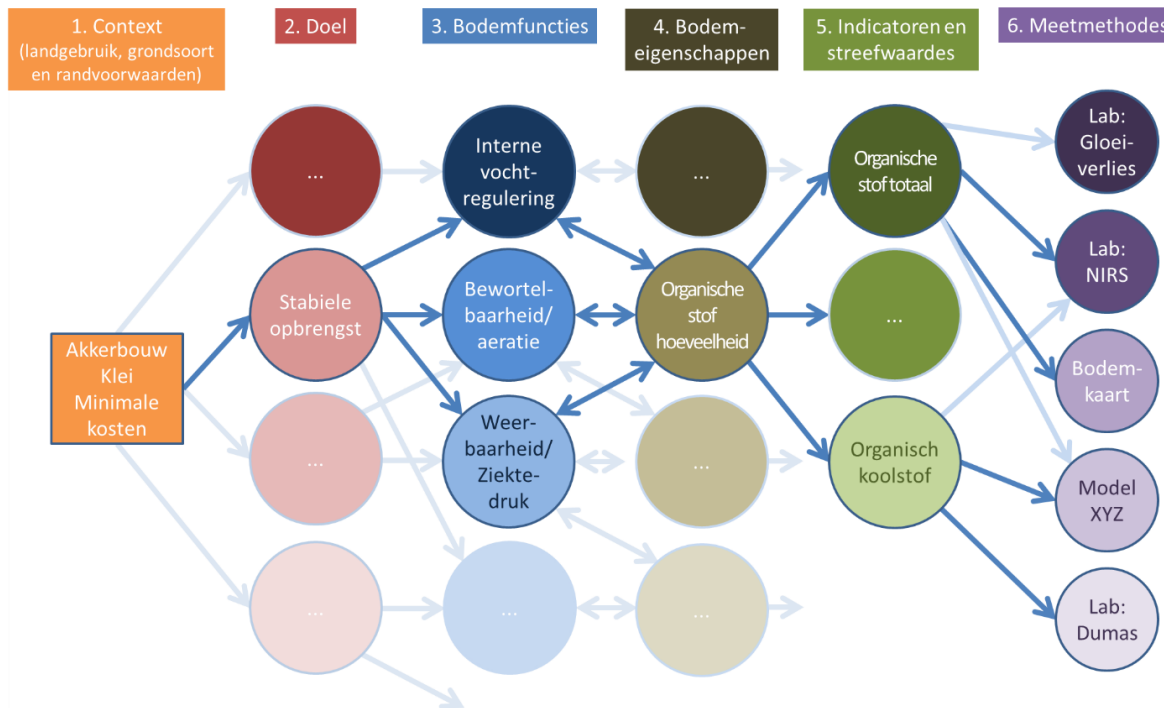 1. Context
(landgebruik, grondsoort
en randvoorwaarden)
2. Doel
3. Bodemfuncties
4. Bodem-
eigenschappen
5. Indicatoren en
streefwaardes
6. Meetmethodes
Akkerbouw
Klei
Minimale
kosten
...
Stabiele
opbrengst
...
...
Interne
vocht-
regulering
Bewortel-
baarheid/
aeratie
Weer-
baarheid/
Ziekte-
druk
...
...
Organische
stof
hoeveelheid
...
...
Organische
stof totaal
...
Organisch
koolstof
Lab:
Gloei-
verlies
Lab:
NIRS
Bodem-
kaart
Model
XYZ
Lab:
Dumas